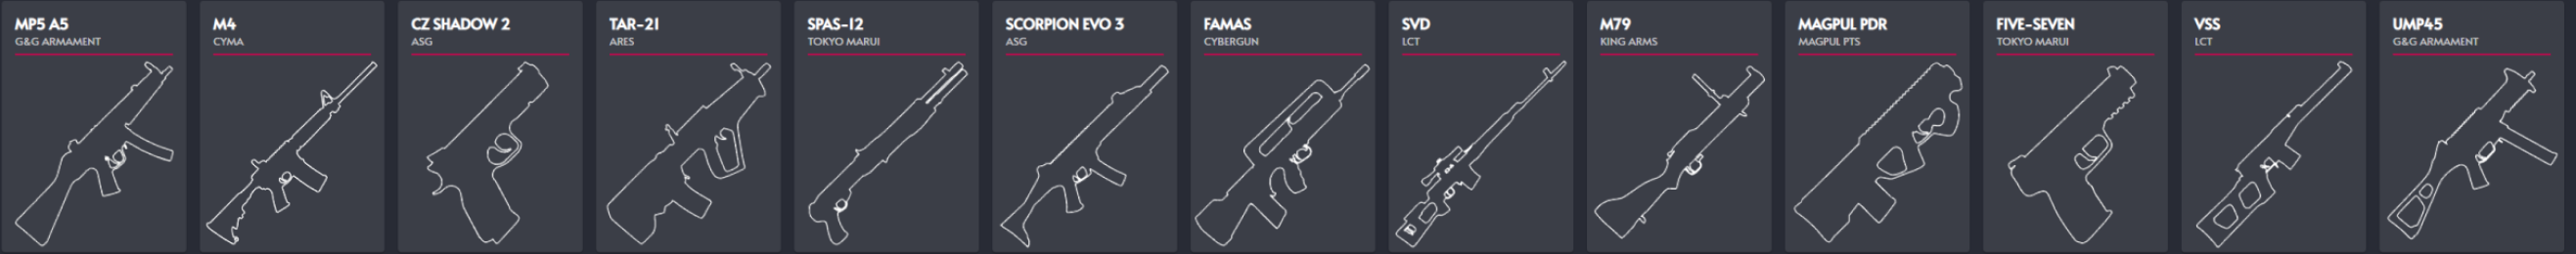 MP5 A5
G&G ARMAMENT
M4
CYMA
CZ SHADOW 2
ASG
TAR-21
ARES
SPAS-12
TOKYO MARUI
SCORPION EVO 3
ASG
FAMAS
CYBERGUN
SVD
LCT
M79
KING ARMS
MAGPUL PDR
MAGPUL PTS
FIVE-SEVEN
TOKYO MARUI
VSS
LCT
UMP45
G&G ARMAMENT